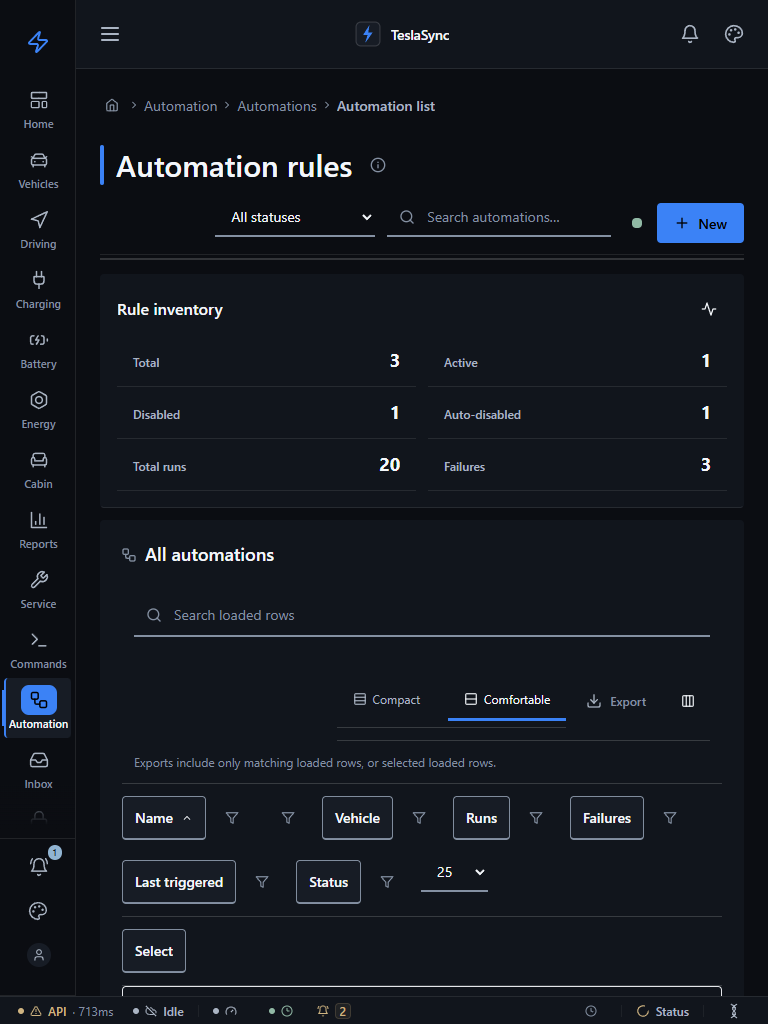 TeslaSync
Home
Vehicles
Driving
Charging
Battery
Energy
Cabin
Reports
Service
Commands
Automation
Inbox
1
Automation > Automations > Automation list
Automation rules
All statuses
Search automations...
+ New
Rule inventory
Total 3
Active 1
Disabled 1
Auto-disabled 1
Total runs 20
Failures 3
All automations
Search loaded rows
Compact
Comfortable
Export
Exports include only matching loaded rows, or selected loaded rows.
Name
Vehicle
Runs
Failures
Last triggered
Status
25
Select
API · 713ms
Idle
2
Status